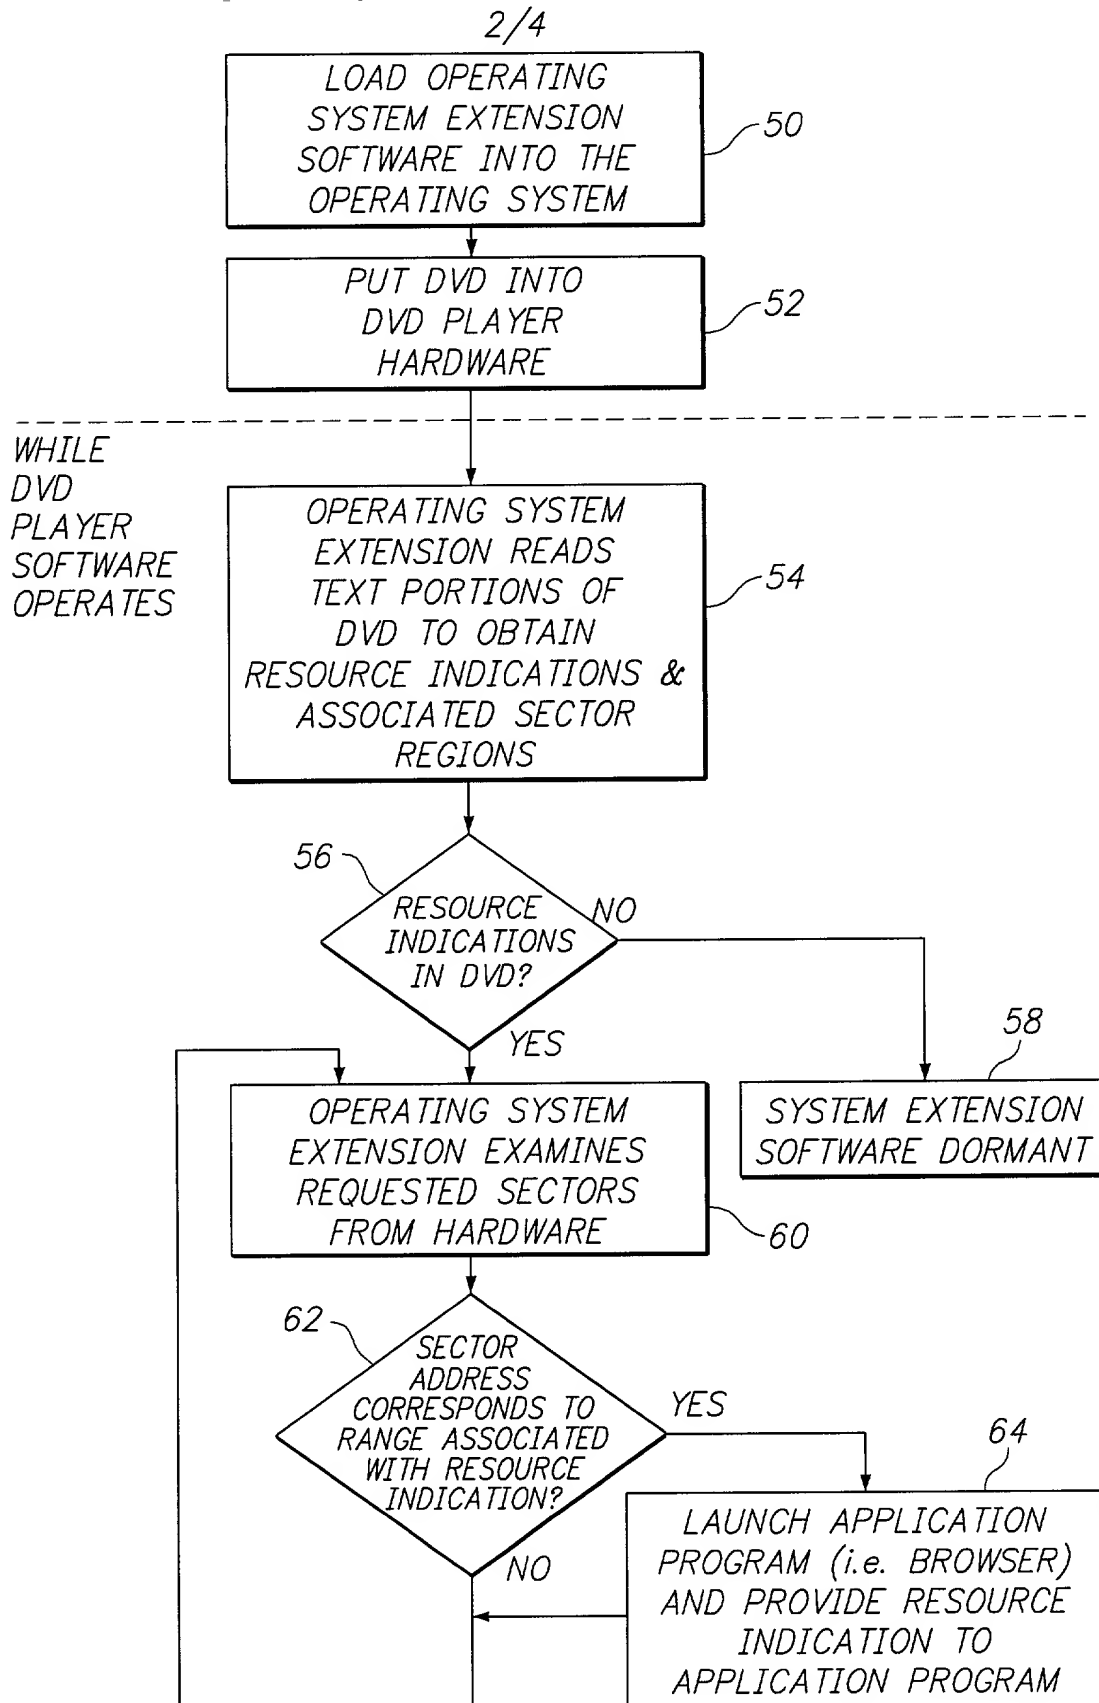 2/4
LOAD OPERATING
SYSTEM EXTENSION
SOFTWARE INTO THE
OPERATING SYSTEM
50
PUT DVD INTO
DVD PLAYER
HARDWARE
52
WHILE
DVD
PLAYER
SOFTWARE
OPERATES
OPERATING SYSTEM
EXTENSION READS
TEXT PORTIONS OF
DVD TO OBTAIN
RESOURCE INDICATIONS &
ASSOCIATED SECTOR
REGIONS
54
56
RESOURCE
INDICATIONS
IN DVD?
NO
YES
58
SYSTEM EXTENSION
SOFTWARE DORMANT
OPERATING SYSTEM
EXTENSION EXAMINES
REQUESTED SECTORS
FROM HARDWARE
60
62
SECTOR
ADDRESS
CORRESPONDS TO
RANGE ASSOCIATED
WITH RESOURCE
INDICATION?
YES
NO
64
LAUNCH APPLICATION
PROGRAM (i.e. BROWSER)
AND PROVIDE RESOURCE
INDICATION TO
APPLICATION PROGRAM